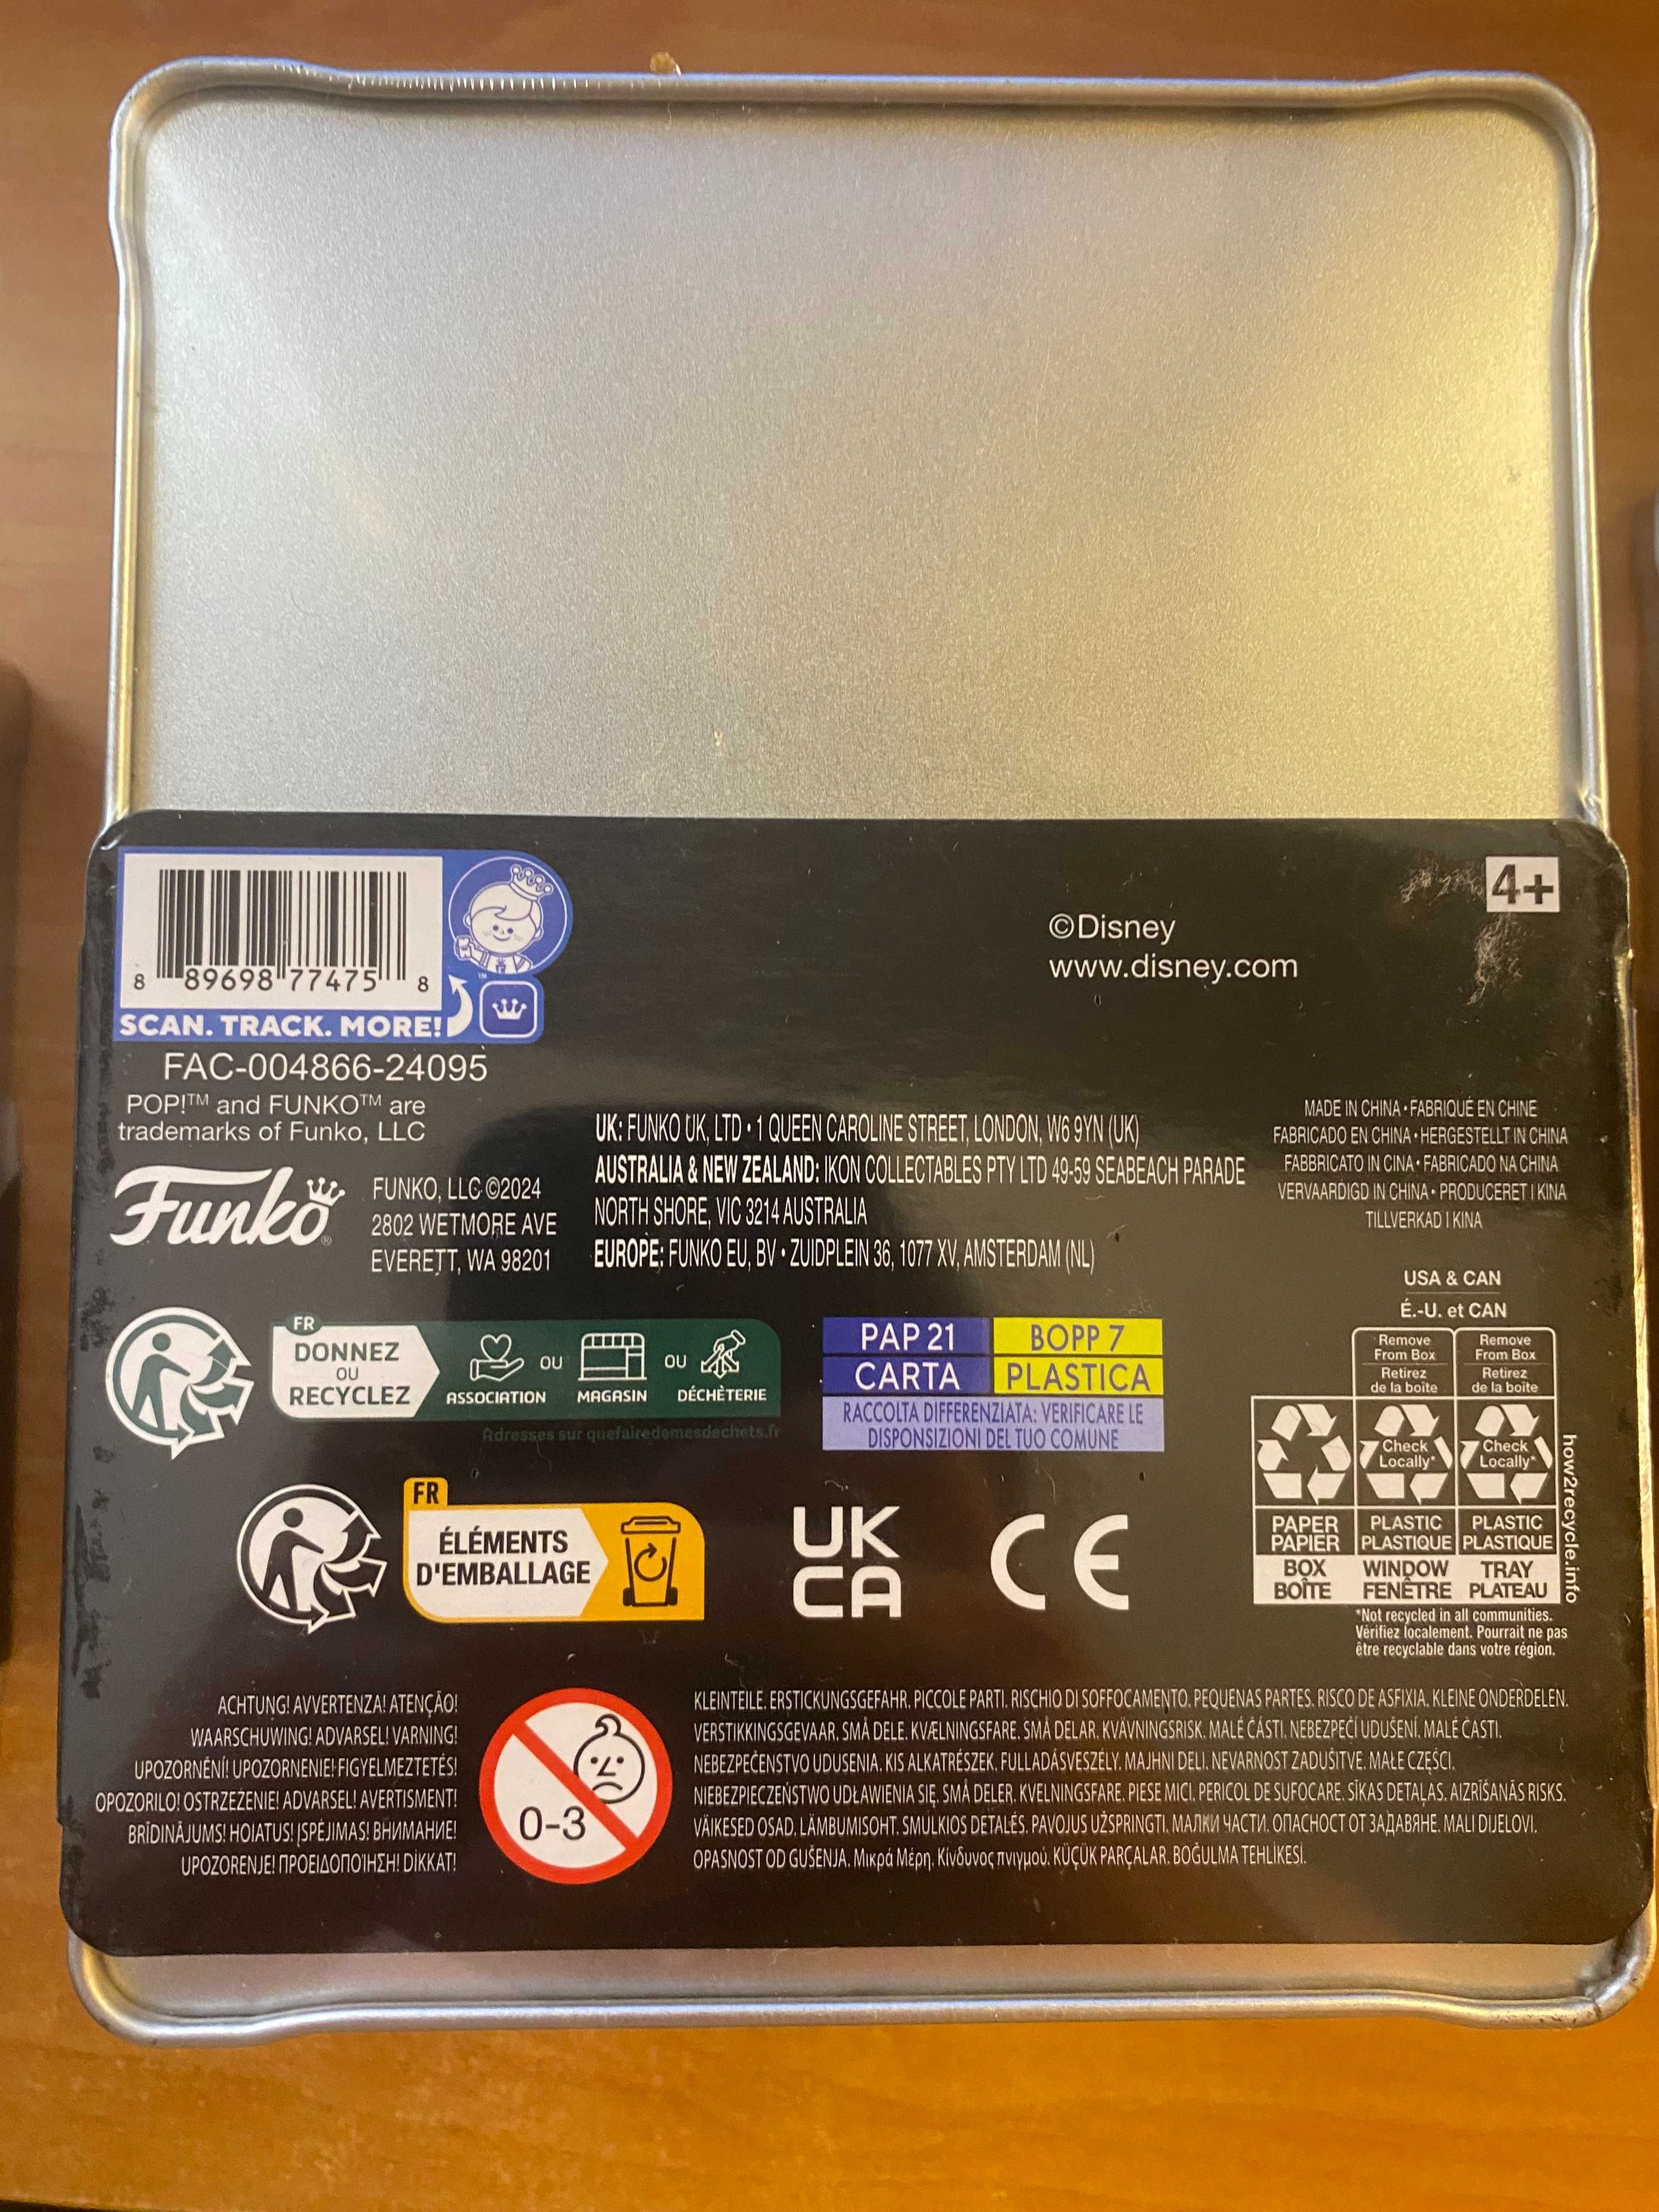 8 89698 77475 8
SCAN. TRACK. MORE!
™
FAC-004866-24095
POP!™ and FUNKO™ are
trademarks of Funko, LLC
Funko®
FUNKO, LLC ©2024
2802 WETMORE AVE
EVERETT, WA 98201
©Disney
www.disney.com
4+
UK: FUNKO UK, LTD • 1 QUEEN CAROLINE STREET, LONDON, W6 9YN (UK)
AUSTRALIA & NEW ZEALAND: IKON COLLECTABLES PTY LTD 49-59 SEABEACH PARADE
NORTH SHORE, VIC 3214 AUSTRALIA
EUROPE: FUNKO EU, BV • ZUIDPLEIN 36, 1077 XV, AMSTERDAM (NL)
MADE IN CHINA • FABRIQUÉ EN CHINE
FABRICADO EN CHINA • HERGESTELLT IN CHINA
FABBRICATO IN CINA • FABRICADO NA CHINA
VERVAARDIGD IN CHINA • PRODUCERET I KINA
TILLVERKAD I KINA
FR
DONNEZ
OU
RECYCLEZ
ASSOCIATION
OU
MAGASIN
OU
DÉCHÈTERIE
Adresses sur quefairedemesdechets.fr
PAP 21
CARTA
BOPP 7
PLASTICA
RACCOLTA DIFFERENZIATA: VERIFICARE LE
DISPONSIZIONI DEL TUO COMUNE
USA & CAN
É.-U. et CAN
Remove
From Box
Retirez
de la boîte
Remove
From Box
Retirez
de la boîte
Check
Locally*
Check
Locally*
PAPER
PAPIER
PLASTIC
PLASTIQUE
PLASTIC
PLASTIQUE
BOX
BOÎTE
WINDOW
FENÊTRE
TRAY
PLATEAU
how2recycle.info
*Not recycled in all communities.
Vérifiez localement. Pourrait ne pas
être recyclable dans votre région.
FR
ÉLÉMENTS
D'EMBALLAGE
UK
CA
CE
ACHTUNG! AVVERTENZA! ATENÇÃO!
WAARSCHUWING! ADVARSEL! VARNING!
UPOZORNĚNÍ! UPOZORNENIE! FIGYELMEZTETÉS!
OPOZORILO! OSTRZEŻENIE! ADVARSEL! AVERTISMENT!
BRĪDINĀJUMS! HOIATUS! ĮSPĖJIMAS! ВНИМАНИЕ!
UPOZORENJE! ΠΡΟΕΙΔΟΠΟΊΗΣΗ! DİKKAT!
0-3
KLEINTEILE. ERSTICKUNGSGEFAHR. PICCOLE PARTI. RISCHIO DI SOFFOCAMENTO. PEQUENAS PARTES. RISCO DE ASFIXIA. KLEINE ONDERDELEN.
VERSTIKKINGSGEVAAR. SMÅ DELE. KVÆLNINGSFARE. SMÅ DELAR. KVÄVNINGSRISK. MALÉ ČÁSTI. NEBEZPEČÍ UDUŠENÍ. MALÉ ČASTI.
NEBEZPEČENSTVO UDUSENIA. KIS ALKATRÉSZEK. FULLADÁSVESZÉLY. MAJHNI DELI. NEVARNOST ZADUŠITVE. MAŁE CZĘŚCI.
NIEBEZPIECZEŃSTWO UDŁAWIENIA SIĘ. SMÅ DELER. KVELNINGSFARE. PIESE MICI. PERICOL DE SUFOCARE. SĪKAS DETAĻAS. AIZRĪŠANĀS RISKS.
VÄIKESED OSAD. LÄMBUMISOHT. SMULKIOS DETALĖS. PAVOJUS UŽSPRINGTI. МАЛКИ ЧАСТИ. ОПАСНОСТ ОТ ЗАДАВЯНЕ. MALI DIJELOVI.
OPASNOST OD GUŠENJA. Μικρά Μέρη. Κίνδυνος πνιγμού. KÜÇÜK PARÇALAR. BOĞULMA TEHLİKESİ.